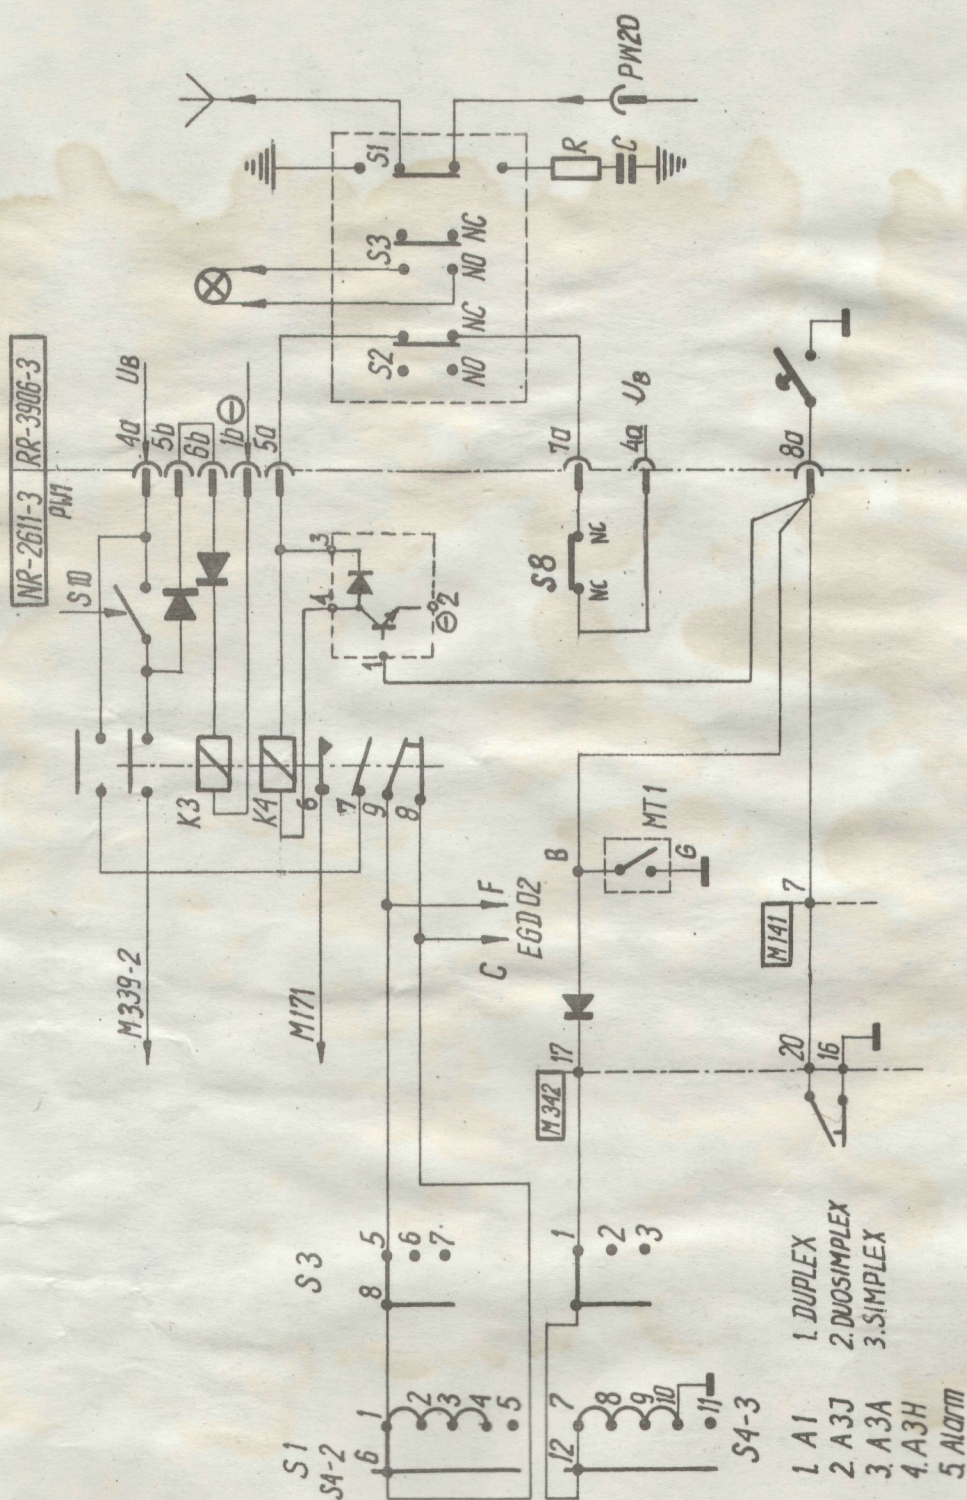 NR-2611-3 RR-3906-3
PW1
S10
4a UB
5b
6b
1b ⊖
5a
PW20
S1
R
C
S3
NO NC
S2
NO NC
K3
K4
6
7
9
8
3
4
1
⊖ 2
7a
4a UB
8a
S8
NC NC
M339-2
M171
F
C
EGD 02
B
MT1
G
M342
17
M141
7
20
16
S3
8 5
6
7
1
2
3
S1
S4-2
6 1
2
3
4
5
12 7
8
9
10
11
S4-3
1. A1
2. A3J
3. A3A
4. A3H
5 Alarm
1. DUPLEX
2. DUOSIMPLEX
3. SIMPLEX